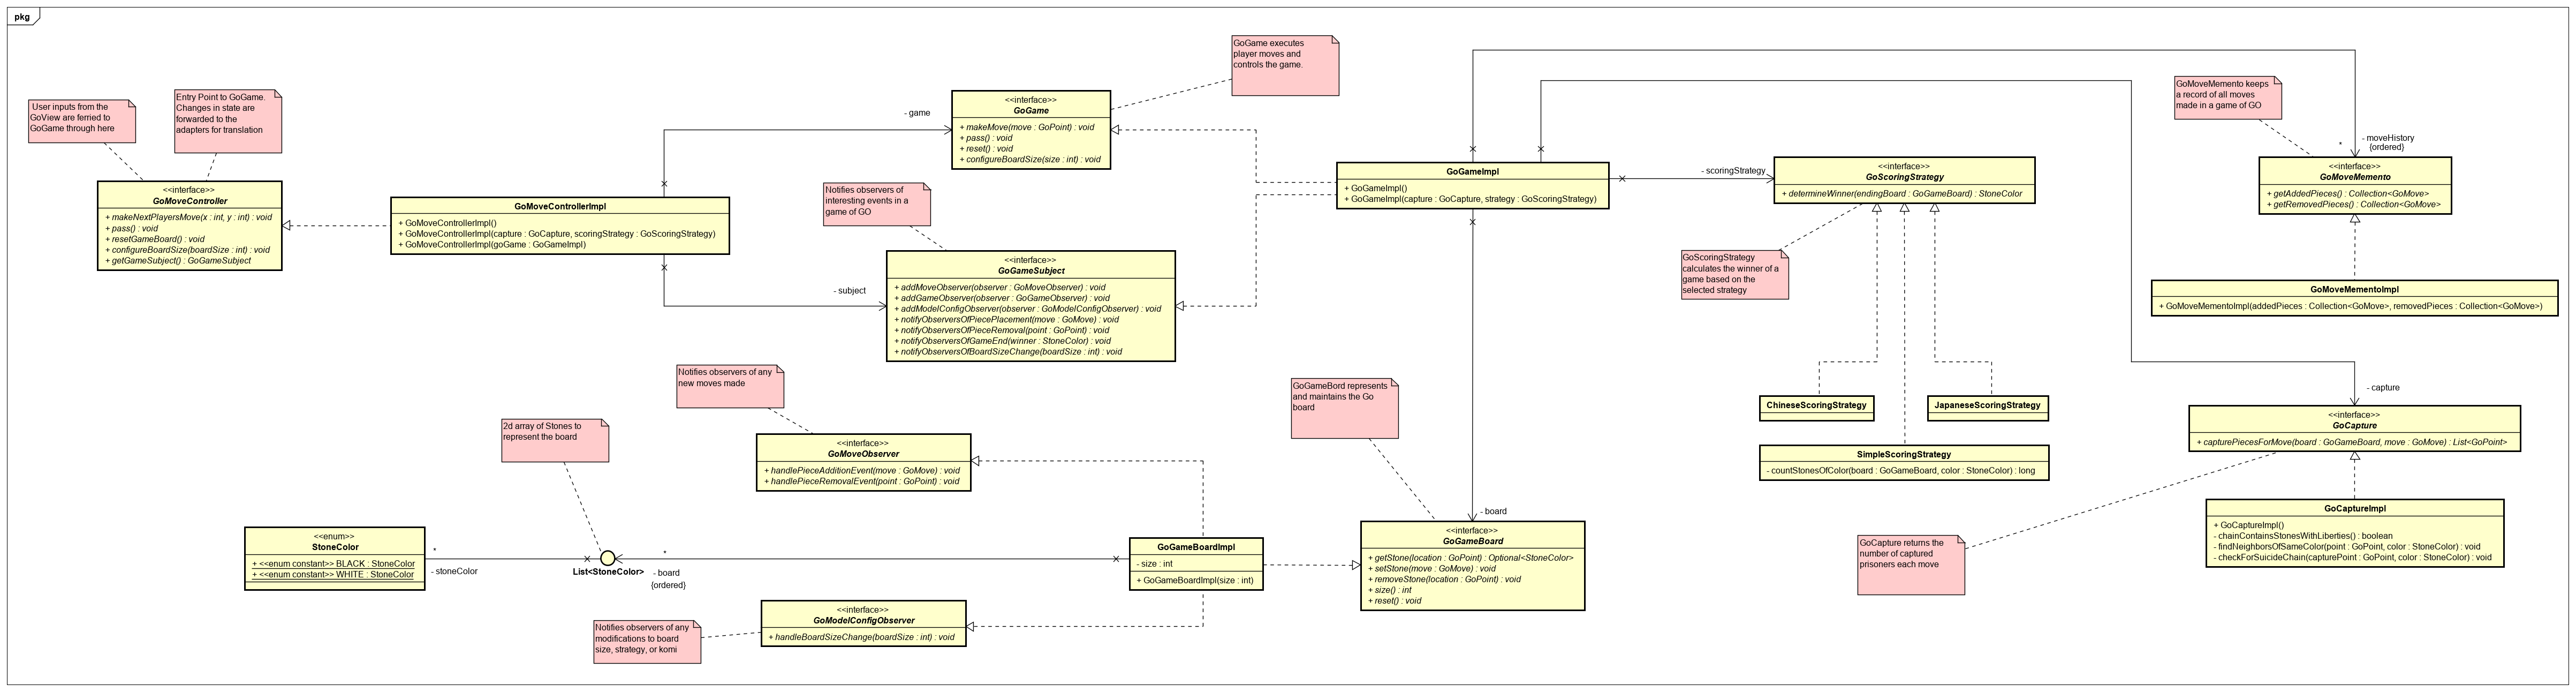 pkg
User inputs from the
GoView are ferried to
GoGame through here
Entry Point to GoGame.
Changes in state are
forwarded to the
adapters for translation
<<interface>>
GoMoveController
+ makeNextPlayersMove(x : int, y : int) : void
+ pass() : void
+ resetGameBoard() : void
+ configureBoardSize(boardSize : int) : void
+ getGameSubject() : GoGameSubject
GoMoveControllerImpl
+ GoMoveControllerImpl()
+ GoMoveControllerImpl(capture : GoCapture, scoringStrategy : GoScoringStrategy)
+ GoMoveControllerImpl(goGame : GoGameImpl)
- game
- subject
<<interface>>
GoGame
+ makeMove(move : GoPoint) : void
+ pass() : void
+ reset() : void
+ configureBoardSize(size : int) : void
GoGame executes
player moves and
controls the game.
Notifies observers of
interesting events in a
game of GO
<<interface>>
GoGameSubject
+ addMoveObserver(observer : GoMoveObserver) : void
+ addGameObserver(observer : GoGameObserver) : void
+ addModelConfigObserver(observer : GoModelConfigObserver) : void
+ notifyObserversOfPiecePlacement(move : GoMove) : void
+ notifyObserversOfPieceRemoval(point : GoPoint) : void
+ notifyObserversOfGameEnd(winner : StoneColor) : void
+ notifyObserversOfBoardSizeChange(boardSize : int) : void
GoGameImpl
+ GoGameImpl()
+ GoGameImpl(capture : GoCapture, strategy : GoScoringStrategy)
- scoringStrategy
<<interface>>
GoScoringStrategy
+ determineWinner(endingBoard : GoGameBoard) : StoneColor
GoScoringStrategy
calculates the winner of a
game based on the
selected strategy
GoMoveMemento keeps
a record of all moves
made in a game of GO
*
- moveHistory
{ordered}
<<interface>>
GoMoveMemento
+ getAddedPieces() : Collection<GoMove>
+ getRemovedPieces() : Collection<GoMove>
GoMoveMementoImpl
+ GoMoveMementoImpl(addedPieces : Collection<GoMove>, removedPieces : Collection<GoMove>)
ChineseScoringStrategy
JapaneseScoringStrategy
SimpleScoringStrategy
- countStonesOfColor(board : GoGameBoard, color : StoneColor) : long
- capture
<<interface>>
GoCapture
+ capturePiecesForMove(board : GoGameBoard, move : GoMove) : List<GoPoint>
GoCaptureImpl
+ GoCaptureImpl()
- chainContainsStonesWithLiberties() : boolean
- findNeighborsOfSameColor(point : GoPoint, color : StoneColor) : void
- checkForSuicideChain(capturePoint : GoPoint, color : StoneColor) : void
GoCapture returns the
number of captured
prisoners each move
Notifies observers of any
new moves made
<<interface>>
GoMoveObserver
+ handlePieceAdditionEvent(move : GoMove) : void
+ handlePieceRemovalEvent(point : GoPoint) : void
GoGameBord represents
and maintains the Go
board
- board
<<interface>>
GoGameBoard
+ getStone(location : GoPoint) : Optional<StoneColor>
+ setStone(move : GoMove) : void
+ removeStone(location : GoPoint) : void
+ size() : int
+ reset() : void
2d array of Stones to
represent the board
<<enum>>
StoneColor
+ <<enum constant>> BLACK : StoneColor
+ <<enum constant>> WHITE : StoneColor
*
- stoneColor
List<StoneColor>
*
- board
{ordered}
GoGameBoardImpl
- size : int
+ GoGameBoardImpl(size : int)
Notifies observers of any
modifications to board
size, strategy, or komi
<<interface>>
GoModelConfigObserver
+ handleBoardSizeChange(boardSize : int) : void